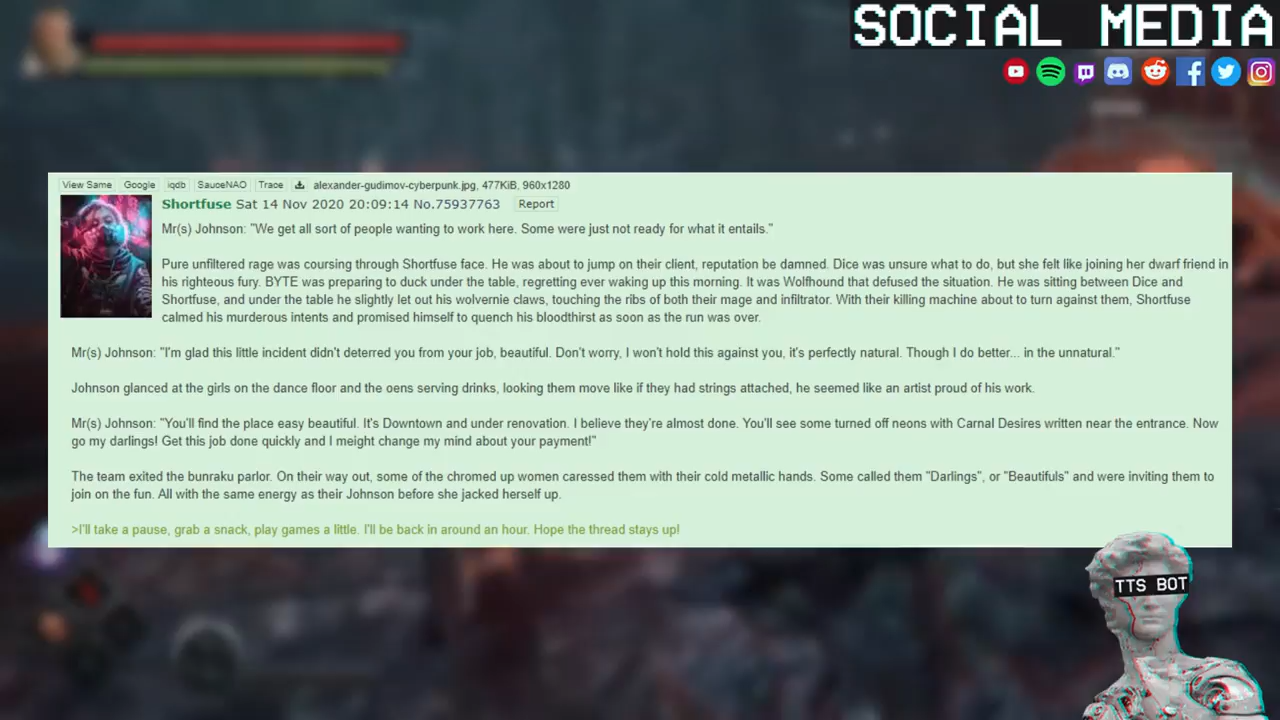 SOCIAL MEDIA
View Same Google iqdb SauceNAO Trace alexander-gudimov-cyberpunk.jpg, 477KiB, 960x1280
Shortfuse Sat 14 Nov 2020 20:09:14 No.75937763 Report
Mr(s) Johnson: "We get all sort of people wanting to work here. Some were just not ready for what it entails."
Pure unfiltered rage was coursing through Shortfuse face. He was about to jump on their client, reputation be damned. Dice was unsure what to do, but she felt like joining her dwarf friend in
his righteous fury. BYTE was preparing to duck under the table, regretting ever waking up this morning. It was Wolfhound that defused the situation. He was sitting between Dice and
Shortfuse, and under the table he slightly let out his wolvernie claws, touching the ribs of both their mage and infiltrator. With their killing machine about to turn against them, Shortfuse
calmed his murderous intents and promised himself to quench his bloodthirst as soon as the run was over.
Mr(s) Johnson: "I'm glad this little incident didn't deterred you from your job, beautiful. Don't worry, I won't hold this against you, it's perfectly natural. Though I do better... in the unnatural."
Johnson glanced at the girls on the dance floor and the oens serving drinks, looking them move like if they had strings attached, he seemed like an artist proud of his work.
Mr(s) Johnson: "You'll find the place easy beautiful. It's Downtown and under renovation. I believe they're almost done. You'll see some turned off neons with Carnal Desires written near the entrance. Now
go my darlings! Get this job done quickly and I meight change my mind about your payment!"
The team exited the bunraku parlor. On their way out, some of the chromed up women caressed them with their cold metallic hands. Some called them "Darlings", or "Beautifuls" and were inviting them to
join on the fun. All with the same energy as their Johnson before she jacked herself up.
>I'll take a pause, grab a snack, play games a little. I'll be back in around an hour. Hope the thread stays up!
TTS BOT